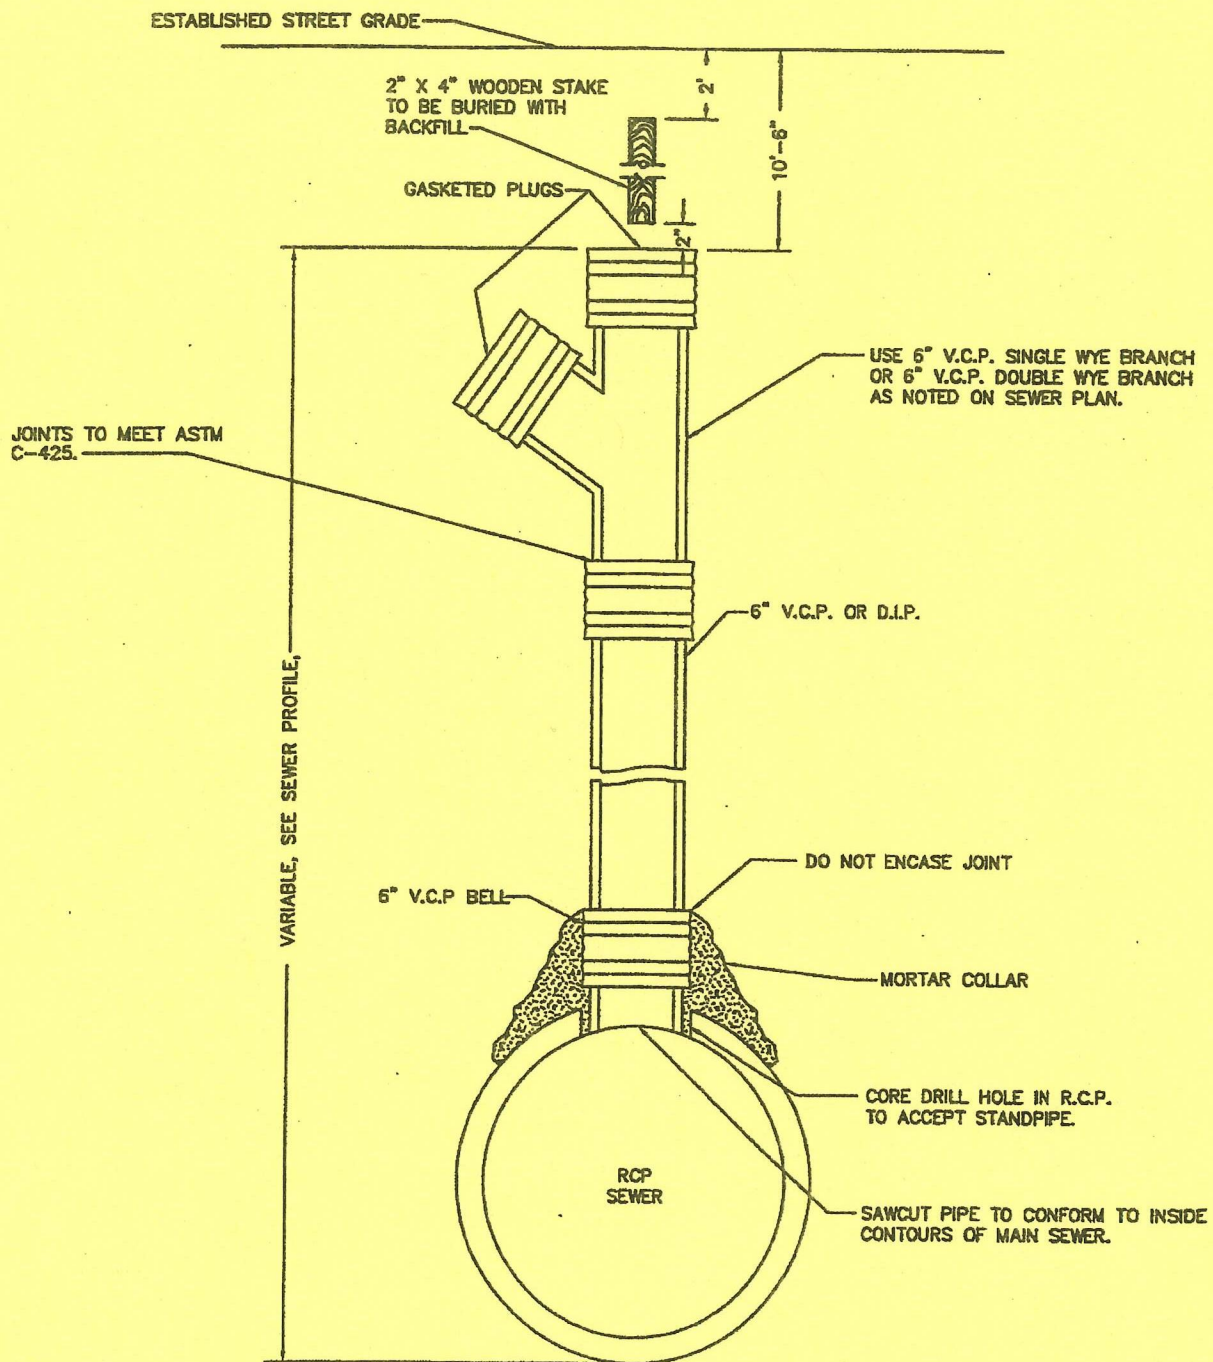 ESTABLISHED STREET GRADE
2'
2" X 4" WOODEN STAKE
TO BE BURIED WITH
BACKFILL
10'-6"
GASKETED PLUGS
2"
USE 6" V.C.P. SINGLE WYE BRANCH
OR 6" V.C.P. DOUBLE WYE BRANCH
AS NOTED ON SEWER PLAN.
JOINTS TO MEET ASTM
C-425.
6" V.C.P. OR D.I.P.
VARIABLE, SEE SEWER PROFILE,
DO NOT ENCASE JOINT
6" V.C.P BELL
MORTAR COLLAR
CORE DRILL HOLE IN R.C.P.
TO ACCEPT STANDPIPE.
RCP
SEWER
SAWCUT PIPE TO CONFORM TO INSIDE
CONTOURS OF MAIN SEWER.